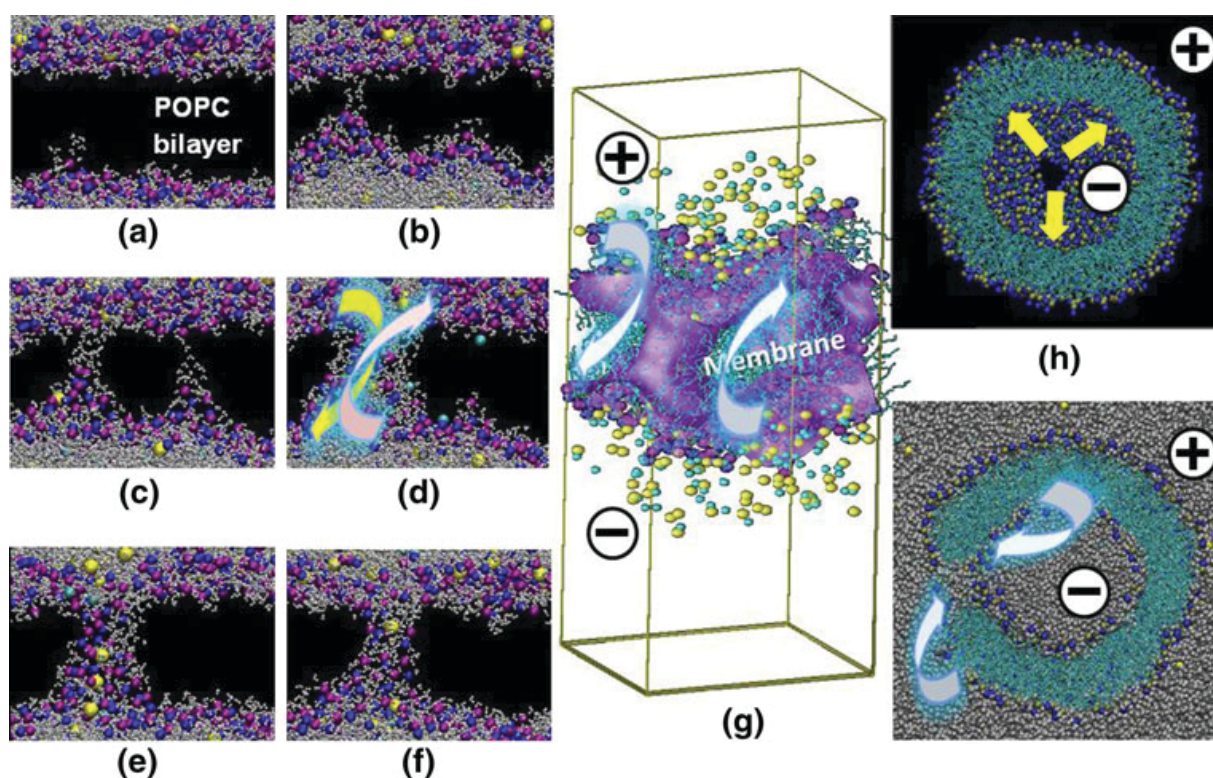 POPC
bilayer
(a)
(b)
(c)
(d)
(e)
(f)
+
Membrane
−
(g)
+
−
(h)
+
−